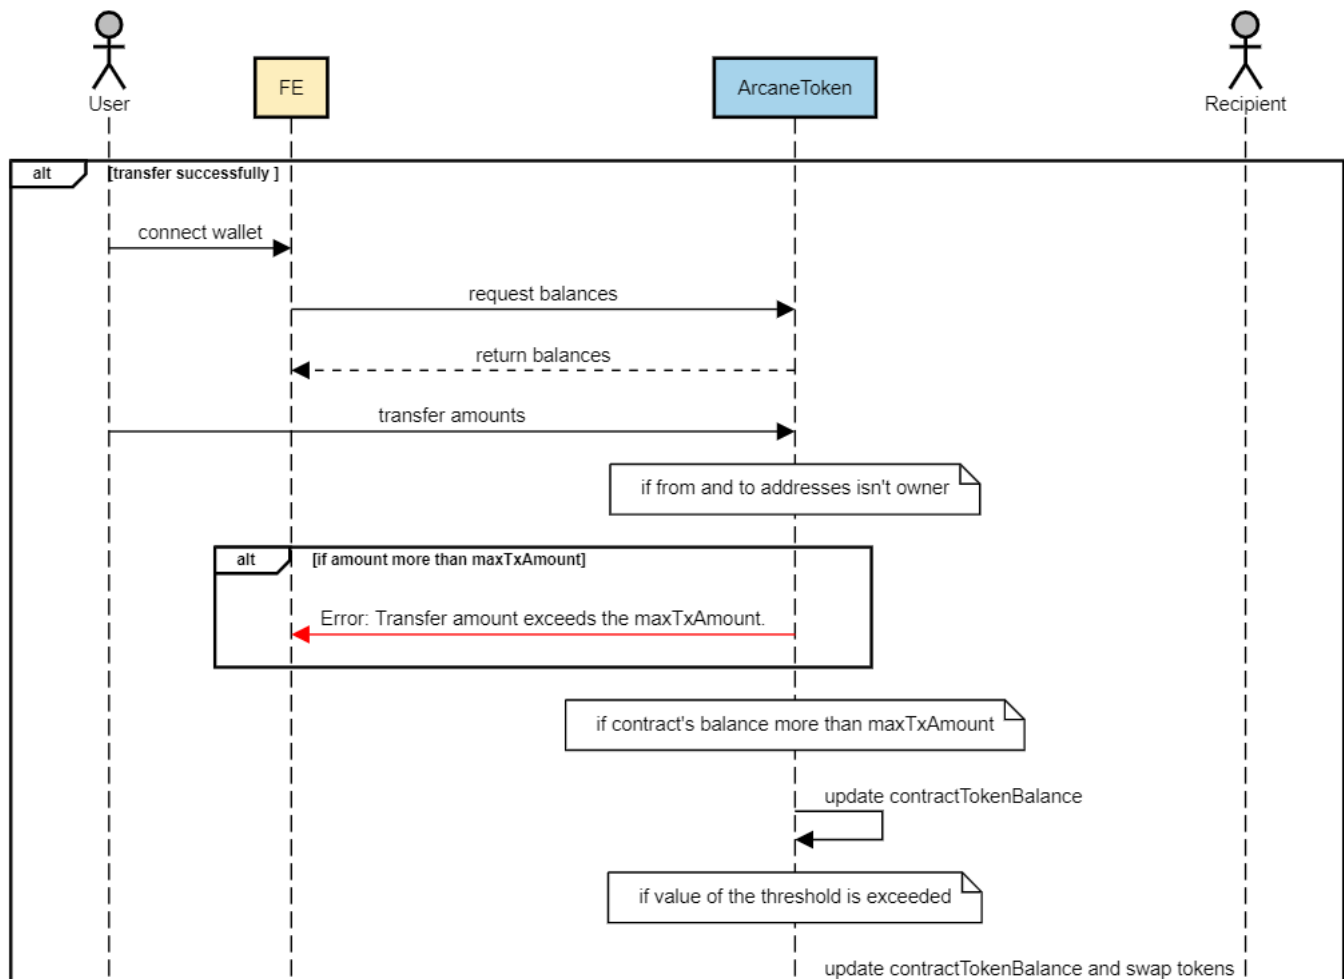 User
FE
ArcaneToken
Recipient
alt
[transfer successfully ]
connect wallet
request balances
return balances
transfer amounts
if from and to addresses isn't owner
alt
[if amount more than maxTxAmount]
Error: Transfer amount exceeds the maxTxAmount.
if contract's balance more than maxTxAmount
update contractTokenBalance
if value of the threshold is exceeded
update contractTokenBalance and swap tokens